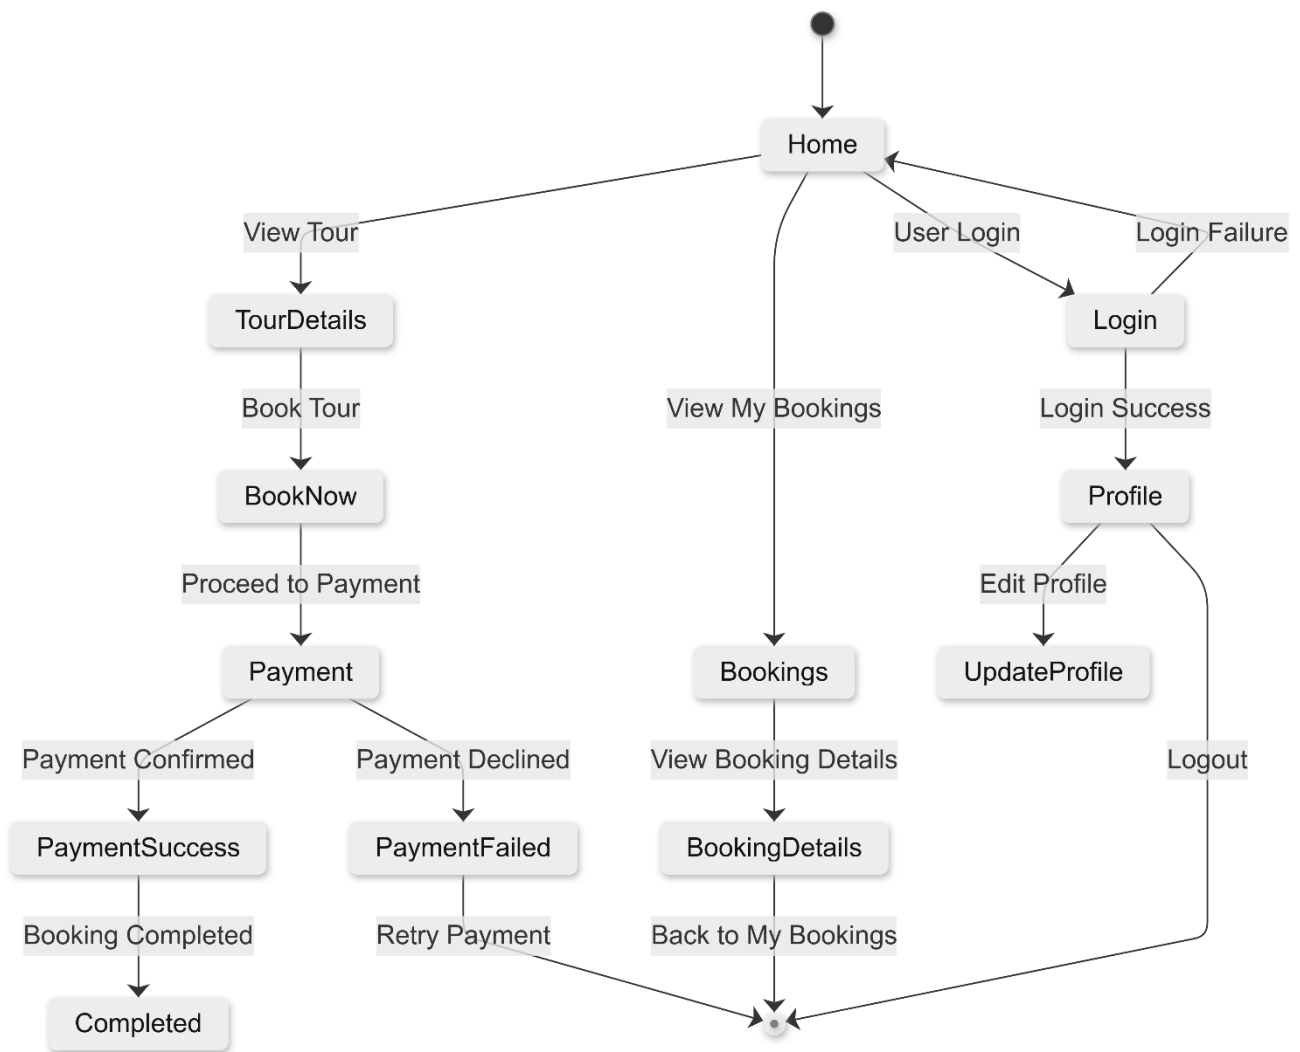 Home
View Tour
User Login
Login Failure
TourDetails
Login
Book Tour
View My Bookings
Login Success
BookNow
Profile
Proceed to Payment
Edit Profile
Payment
Bookings
UpdateProfile
Payment Confirmed
Payment Declined
View Booking Details
Logout
PaymentSuccess
PaymentFailed
BookingDetails
Booking Completed
Retry Payment
Back to My Bookings
Completed